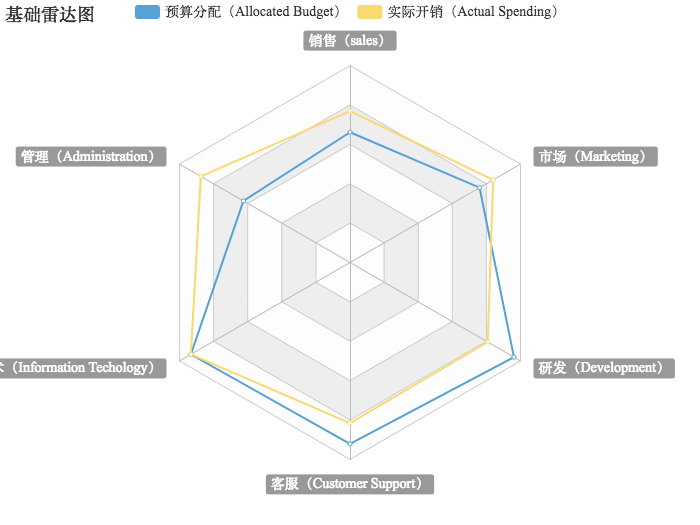 基础雷达图
预算分配（Allocated Budget）
实际开销（Actual Spending）
销售（sales）
管理（Administration）
市场（Marketing）
（Information Techology）
研发（Development）
客服（Customer Support）